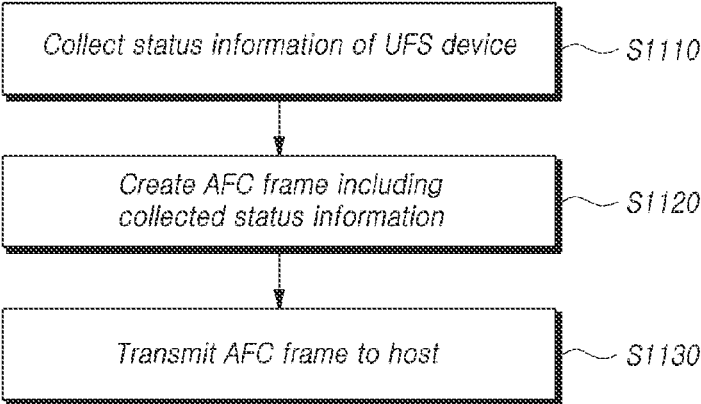 Collect status information of UFS device
S1110
Create AFC frame including
collected status information
S1120
Transmit AFC frame to host
S1130